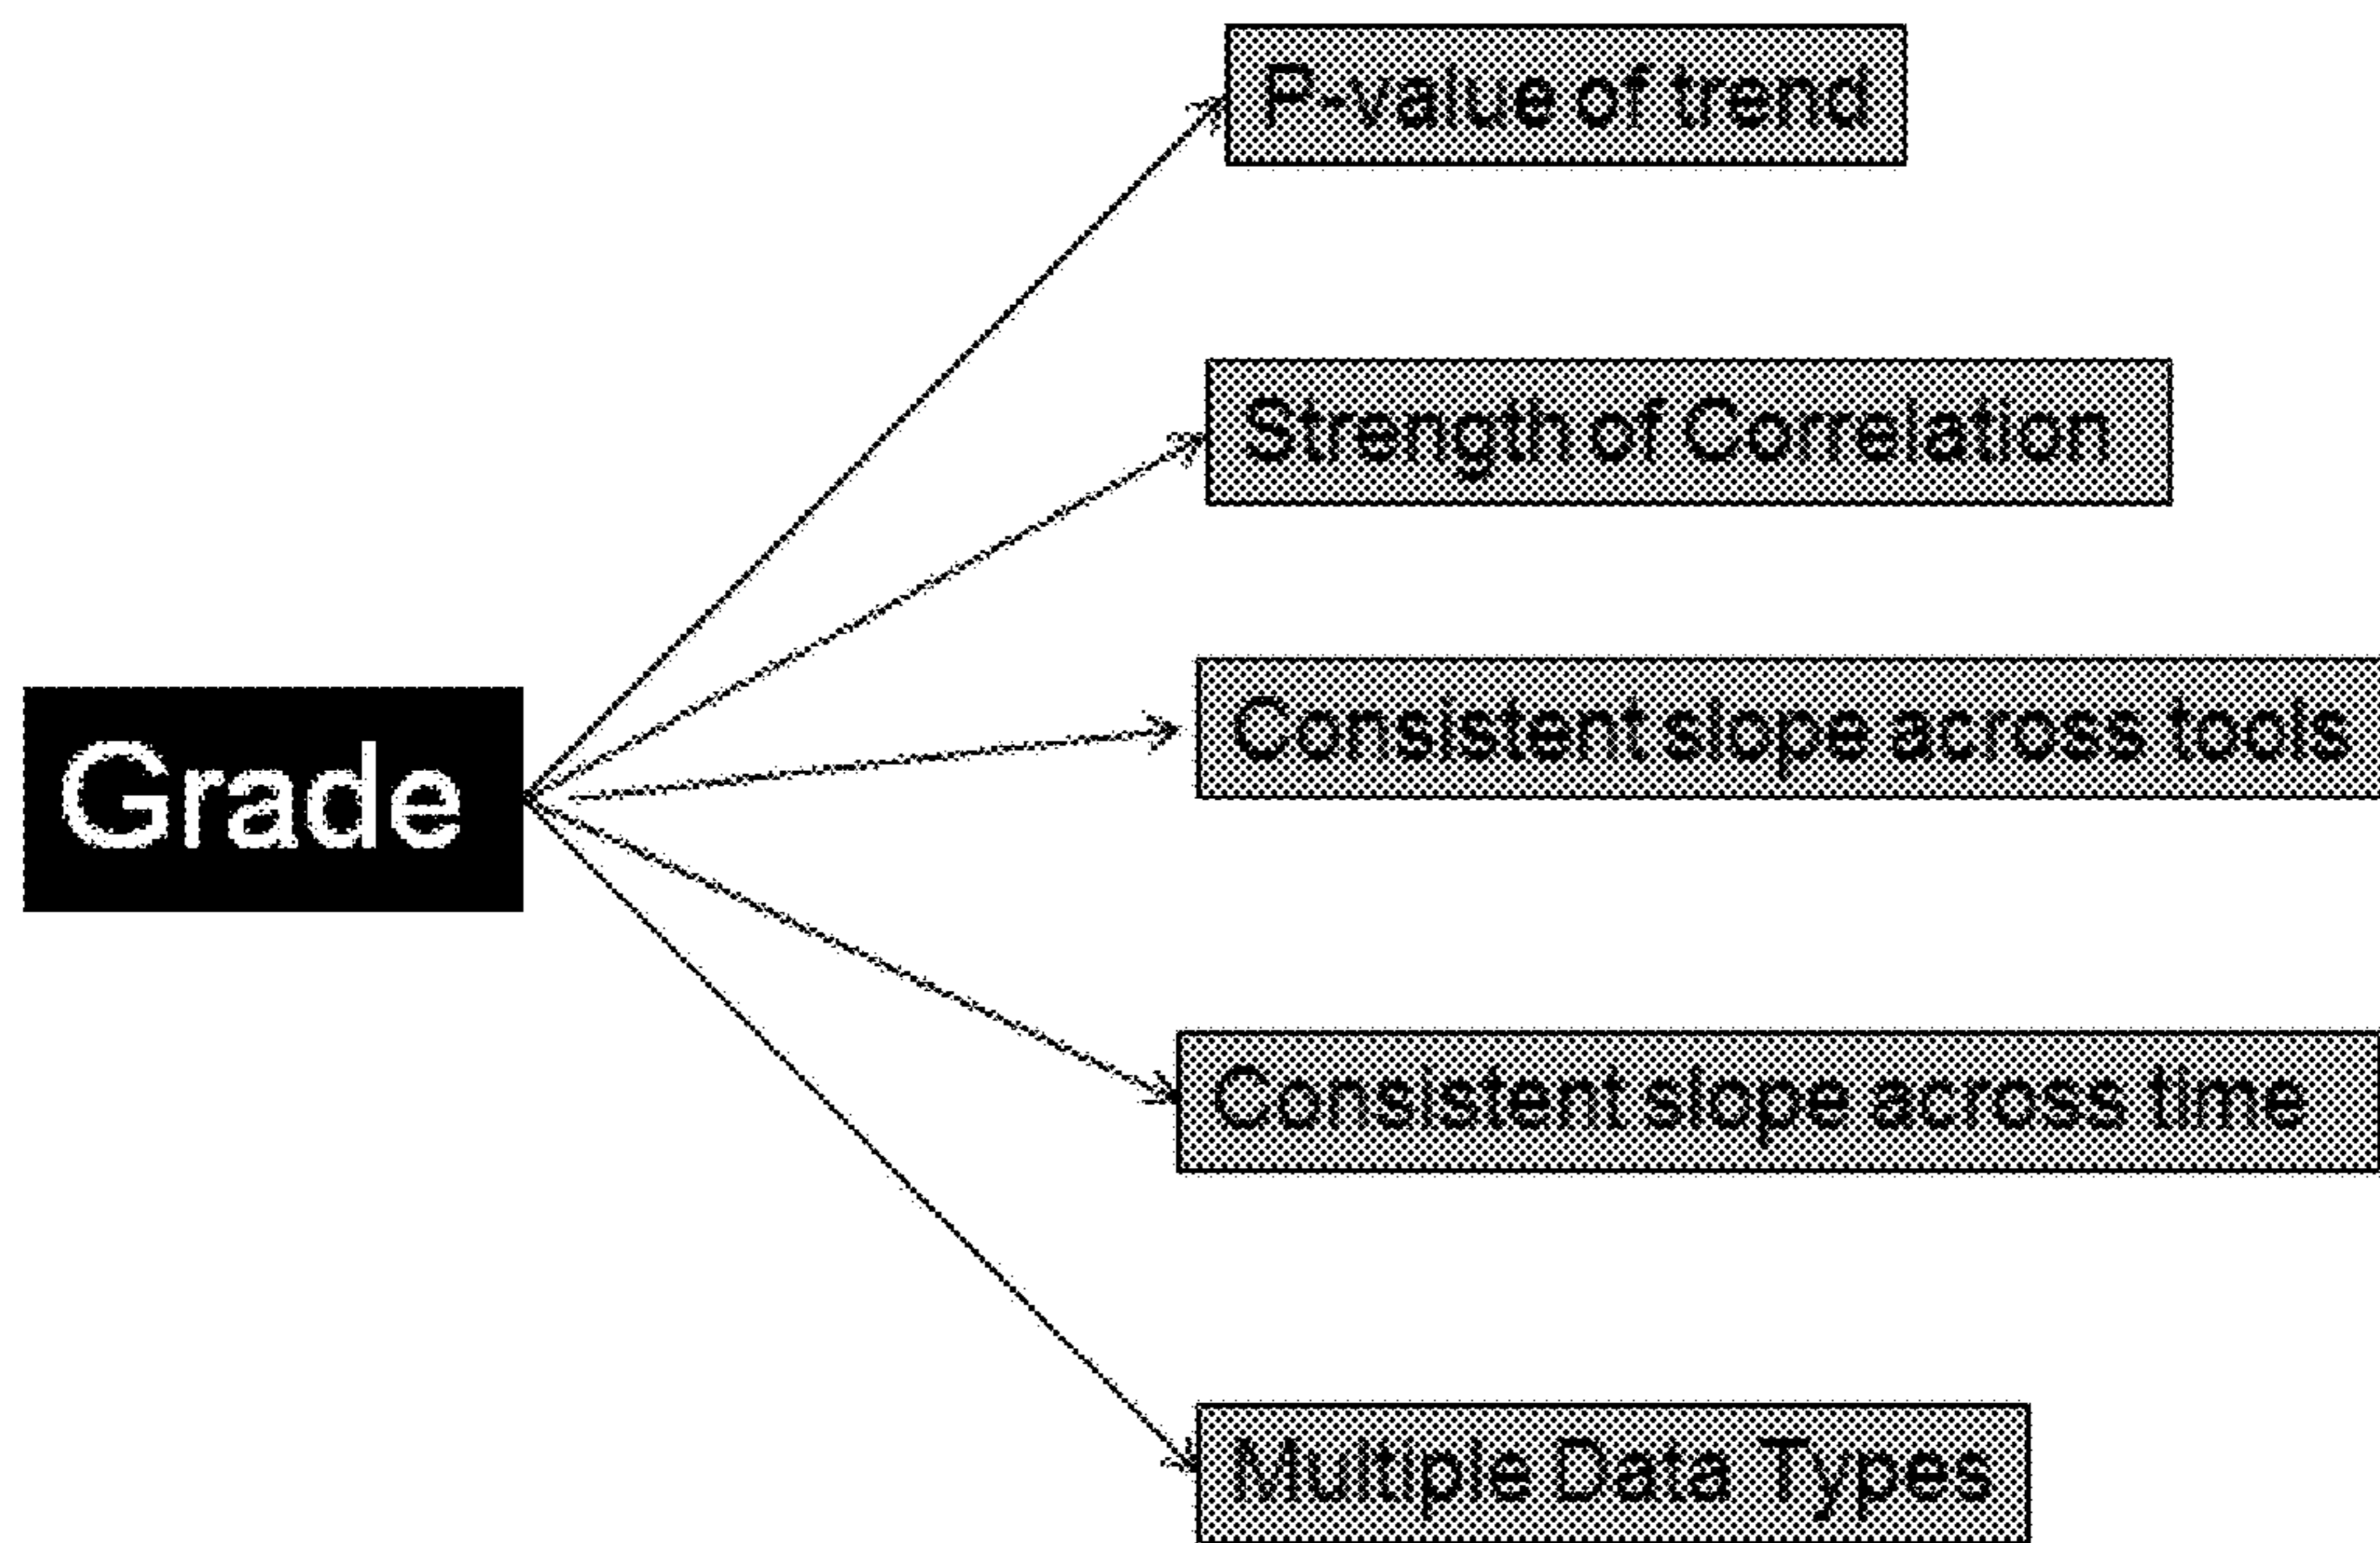 P-value of trend
Strength of Correlation
Consistent slope across tools
Grade
Consistent slope across time
Multiple Data Types